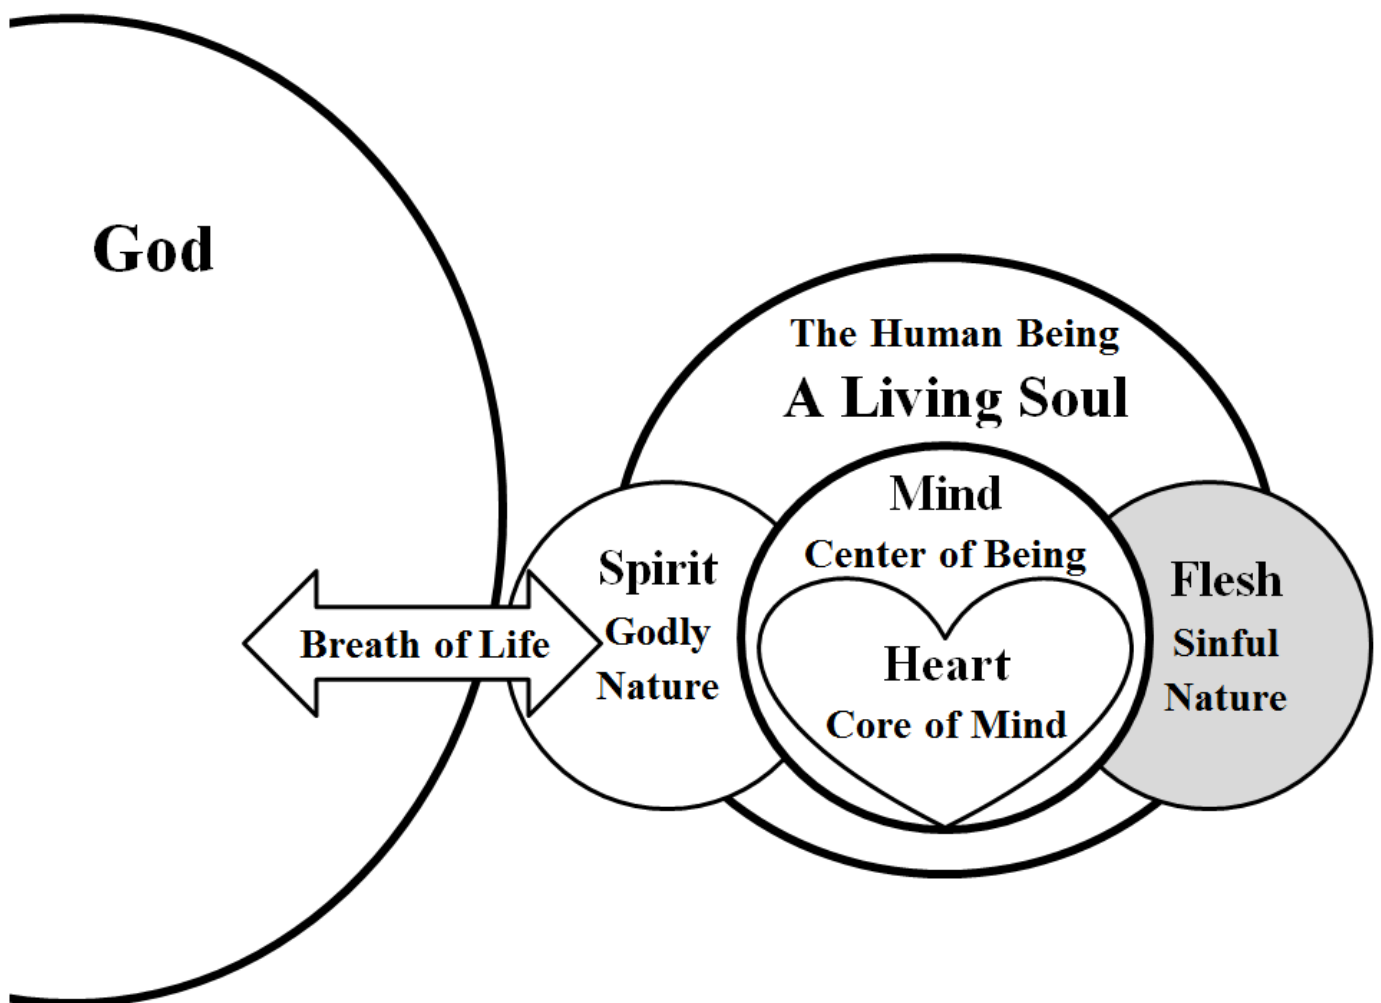 God
The Human Being
A Living Soul
Mind
Center of Being
Spirit
Godly
Nature
Breath of Life
Heart
Core of Mind
Flesh
Sinful
Nature